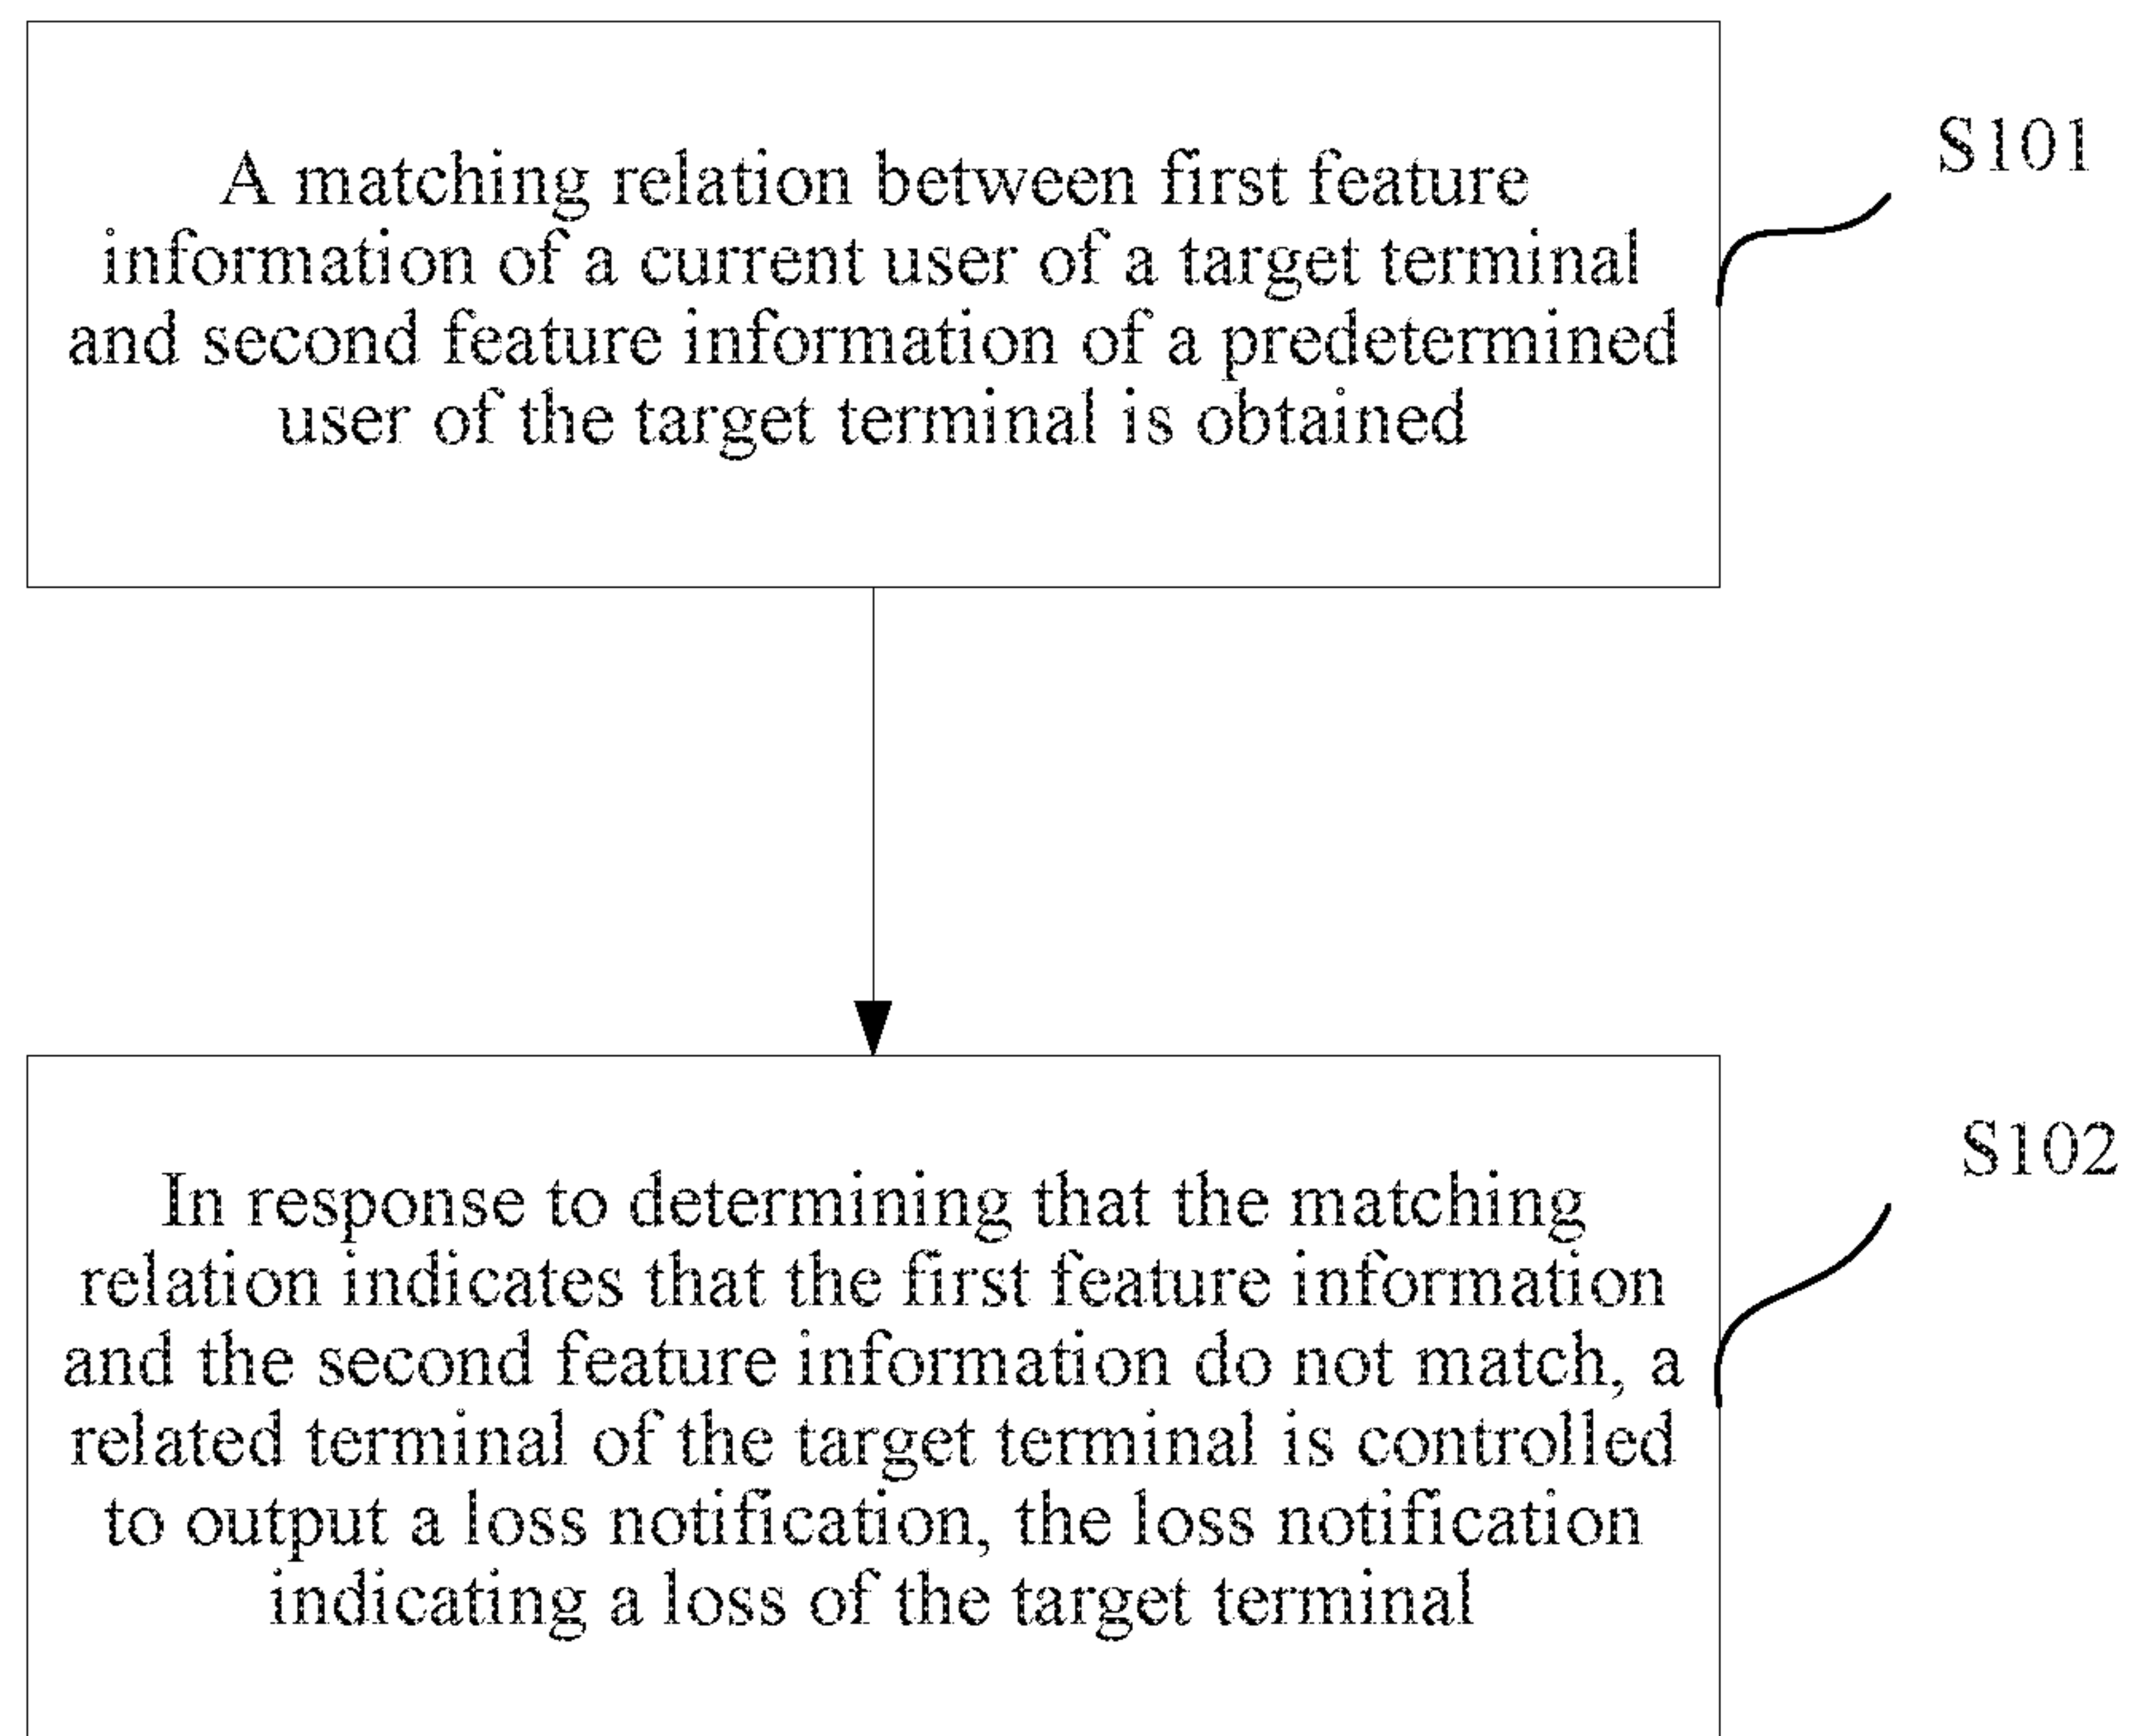 A matching relation between first feature
information of a current user of a target terminal
and second feature information of a predetermined
user of the target terminal is obtained
S101
In response to determining that the matching
relation indicates that the first feature information
and the second feature information do not match, a
related terminal of the target terminal is controlled
to output a loss notification, the loss notification
indicating a loss of the target terminal
S102